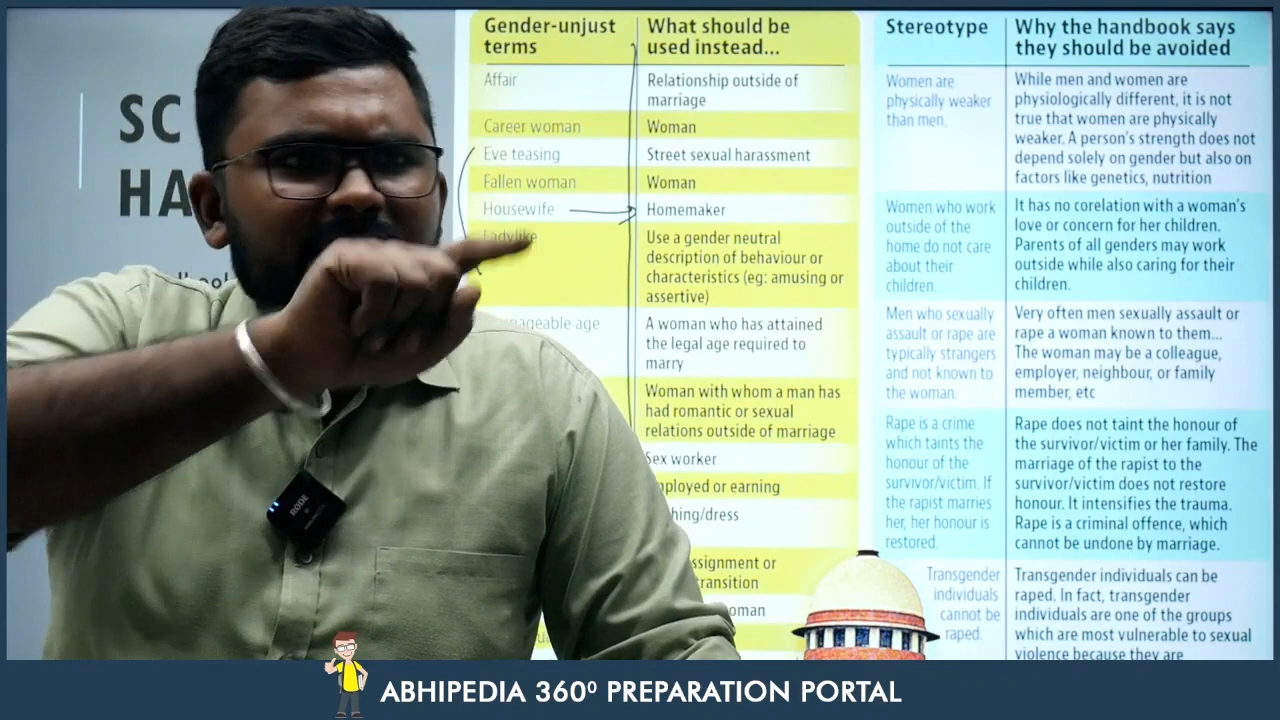 SC
HA
Gender-unjust
terms
What should be
used instead...
Affair
Relationship outside of
marriage
Career woman
Woman
Eve teasing
Street sexual harassment
Fallen woman
Woman
Housewife
Homemaker
Ladylike
Use a gender neutral
description of behaviour or
characteristics (eg: amusing or
assertive)
age
A woman who has attained
the legal age required to
marry
Woman with whom a man has
had romantic or sexual
relations outside of marriage
Sex worker
or earning
or
Stereotype
Why the handbook says
they should be avoided
Women are
physically weaker
than men.
While men and women are
physiologically different, it is not
true that women are physically
weaker. A person's strength does not
depend solely on gender but also on
factors like genetics, nutrition
Women who work
outside of the
home do not care
about their
children.
It has no corelation with a woman's
love or concern for her children.
Parents of all genders may work
outside while also caring for their
children.
Men who sexually
assault or rape are
typically strangers
and not known to
the woman.
Very often men sexually assault or
rape a woman known to them...
The woman may be a colleague,
employer, neighbour, or family
member, etc
Rape is a crime
which taints the
honour of the
survivor/victim. If
the rapist marries
her, her honour is
restored.
Rape does not taint the honour of
the survivor/victim or her family. The
marriage of the rapist to the
survivor/victim does not restore
honour. It intensifies the trauma.
Rape is a criminal offence, which
cannot be undone by marriage.
Transgender
individuals
cannot be
raped.
Transgender individuals can be
raped. In fact, transgender
individuals are one of the groups
which are most vulnerable to sexual
violence because they are
RODE
ABHIPEDIA 360⁰ PREPARATION PORTAL